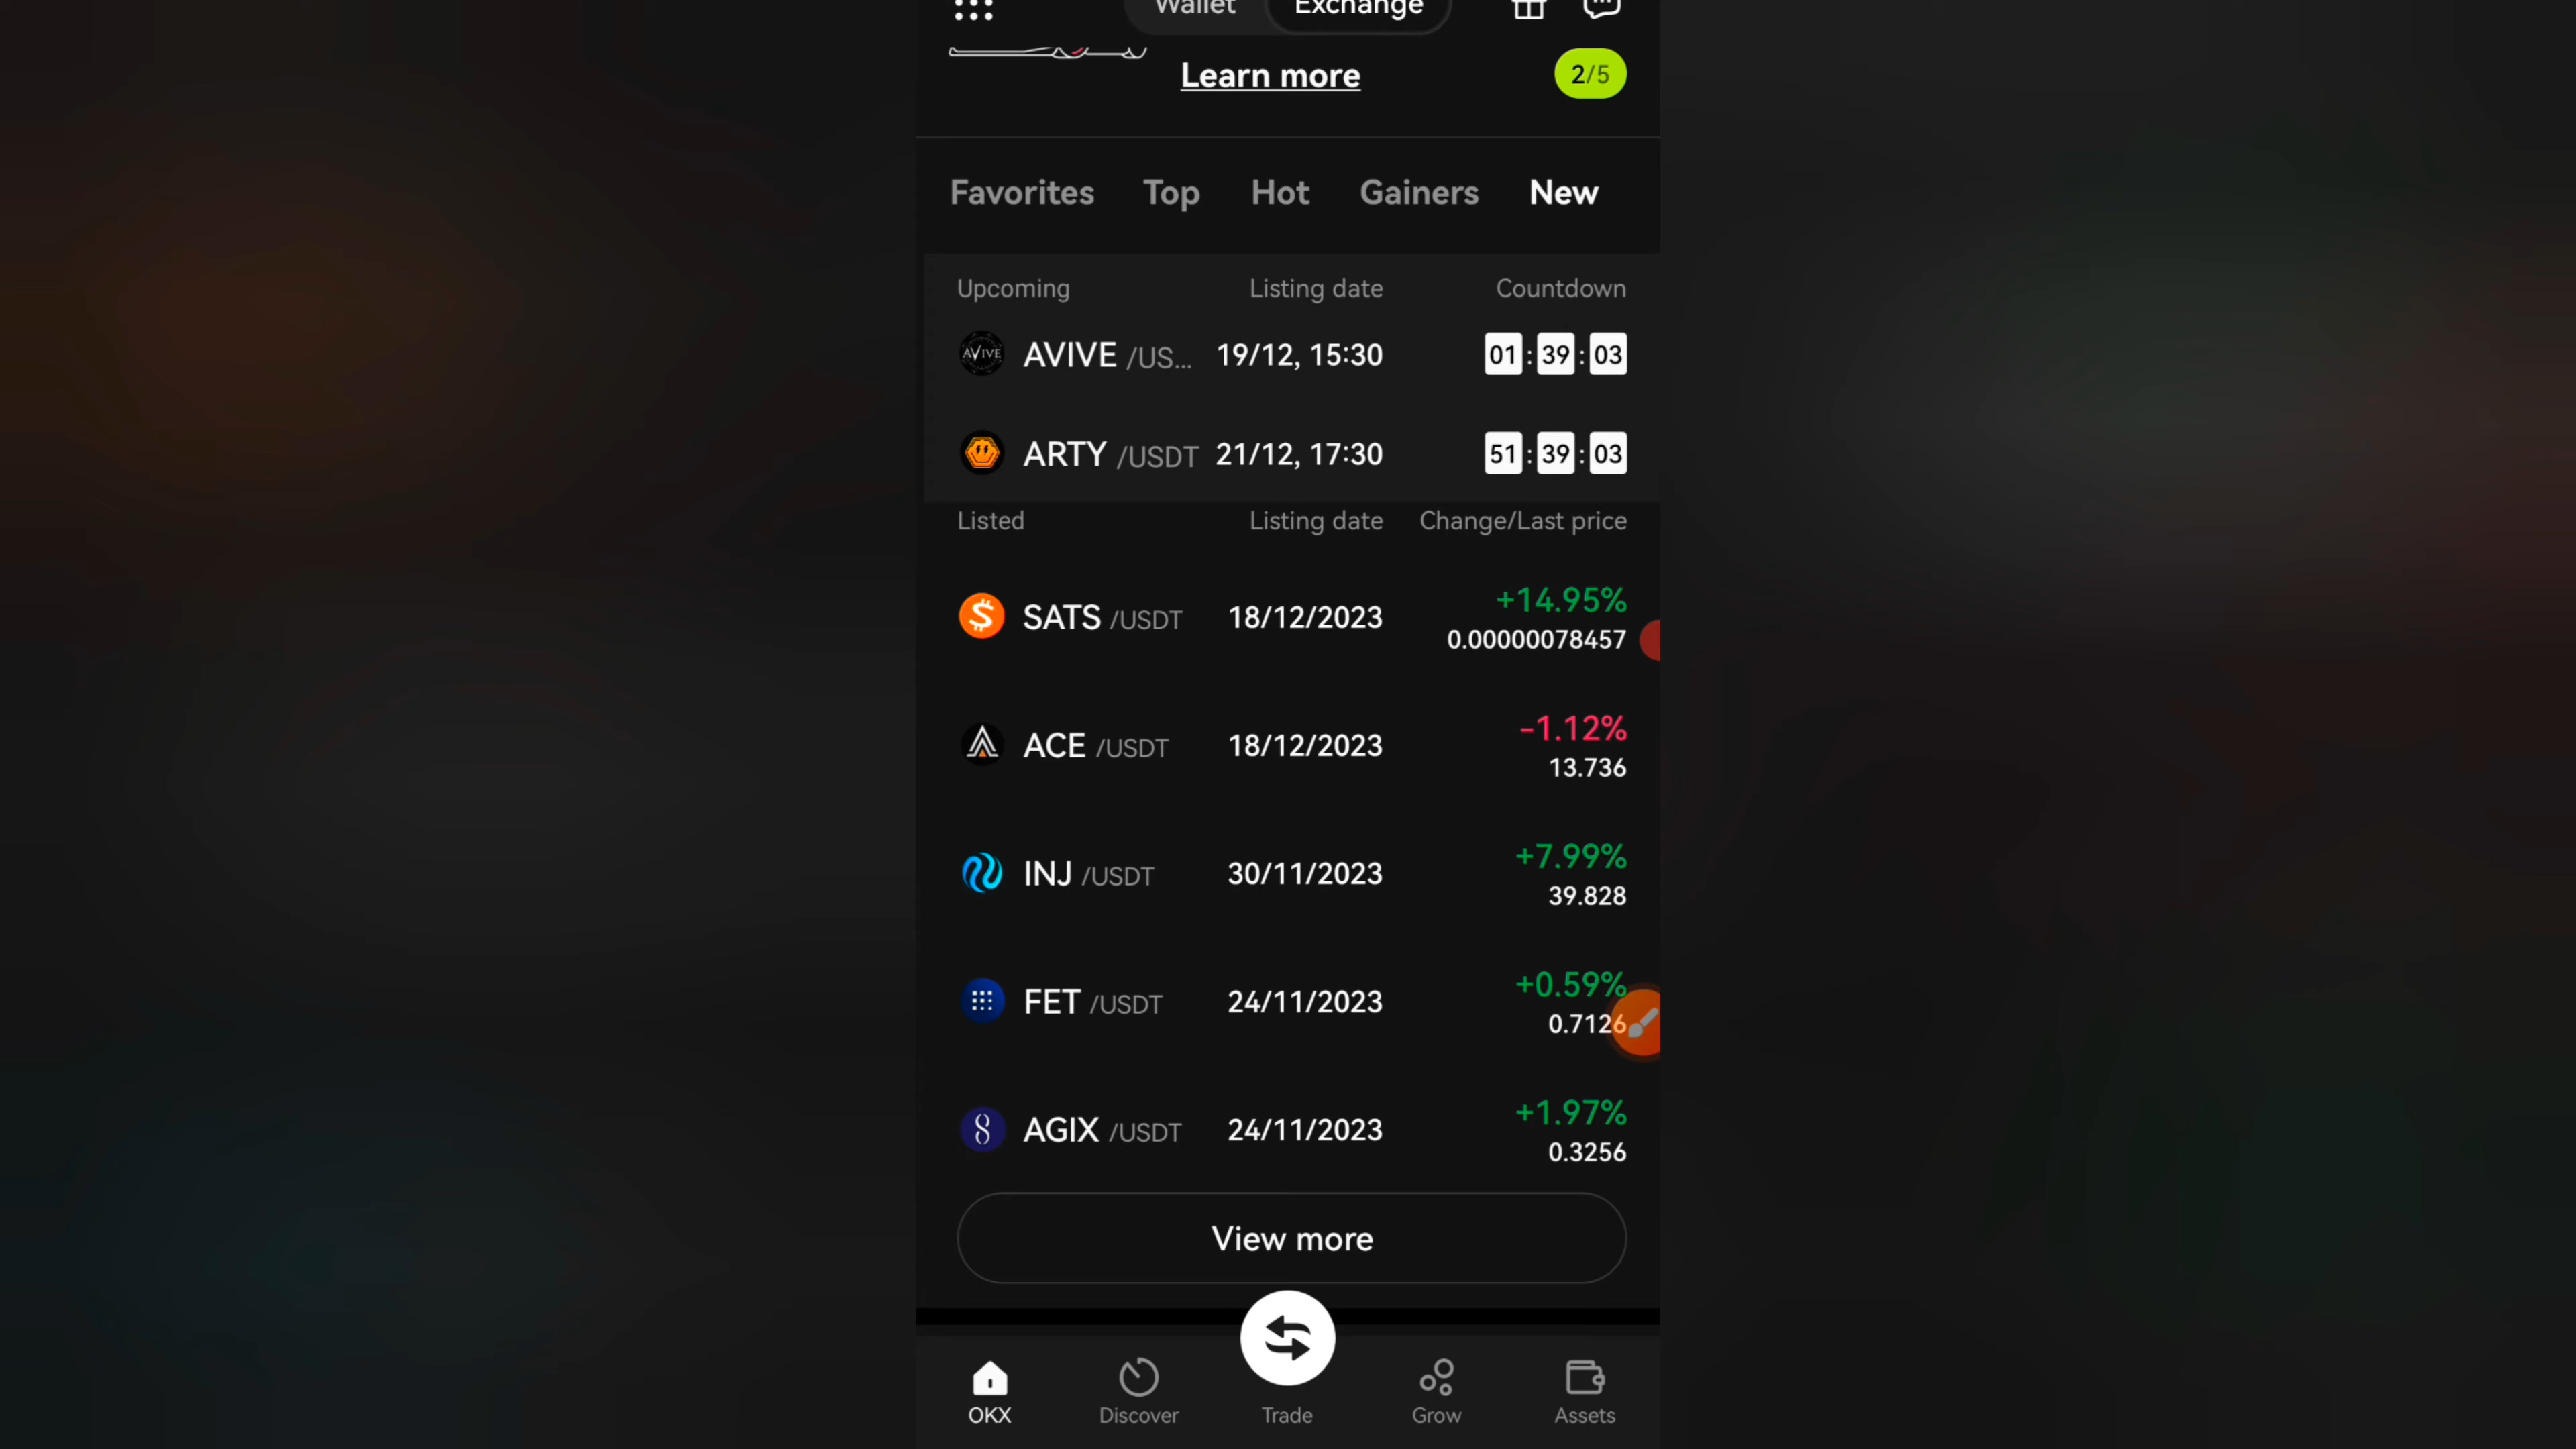 Wallet Exchange
Learn more
2/5
Favorites Top Hot Gainers New
Upcoming Listing date Countdown
AVIVE /US... 19/12, 15:30 01:39:03
ARTY /USDT 21/12, 17:30 51:39:03
Listed Listing date Change/Last price
SATS /USDT 18/12/2023 +14.95%
0.00000078457
ACE /USDT 18/12/2023 -1.12%
13.736
INJ /USDT 30/11/2023 +7.99%
39.828
FET /USDT 24/11/2023 +0.59%
0.7126
AGIX /USDT 24/11/2023 +1.97%
0.3256
View more
OKX Discover Trade Grow Assets